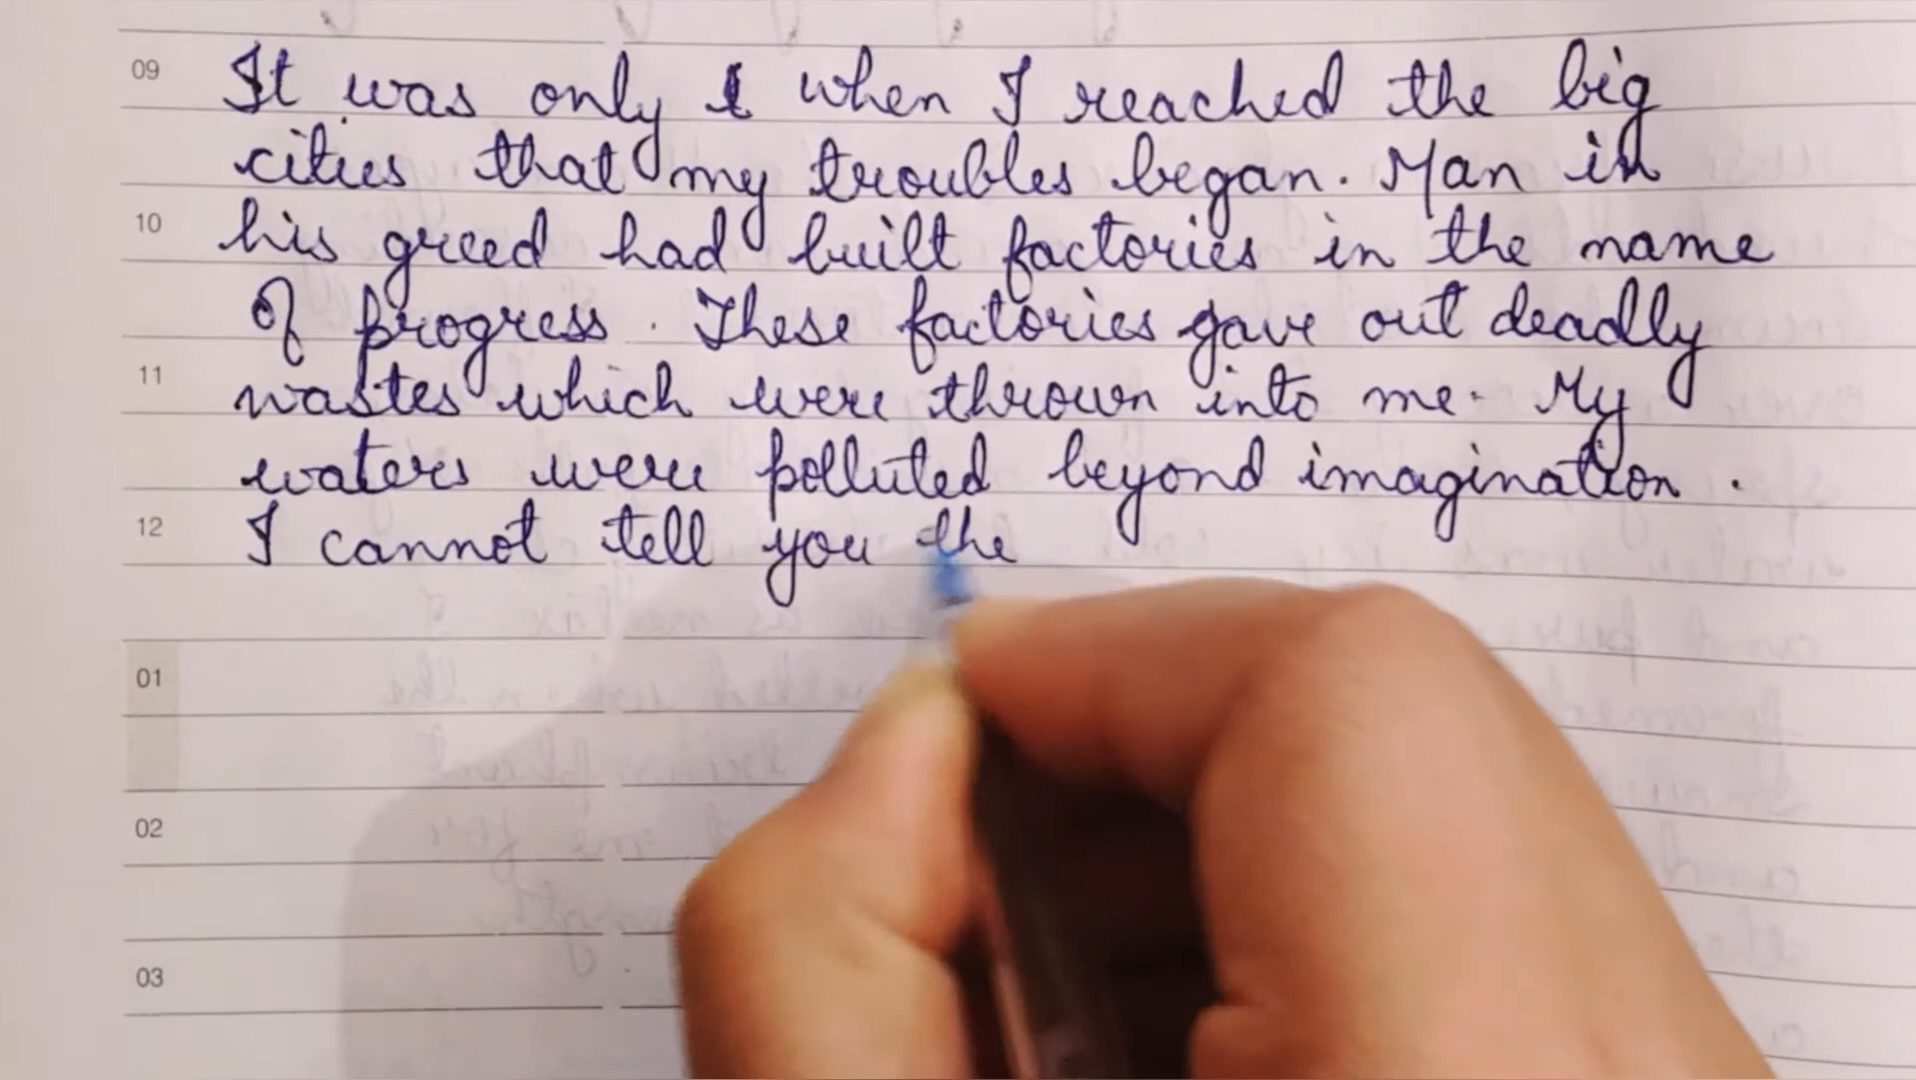 09 It was only when I reached the big
cities that my troubles began. Man in
10 his greed had built factories in the name
of progress. These factories gave out deadly
11 wastes which were thrown into me. My
waters were polluted beyond imagination.
12 I cannot tell you the
01
02
03